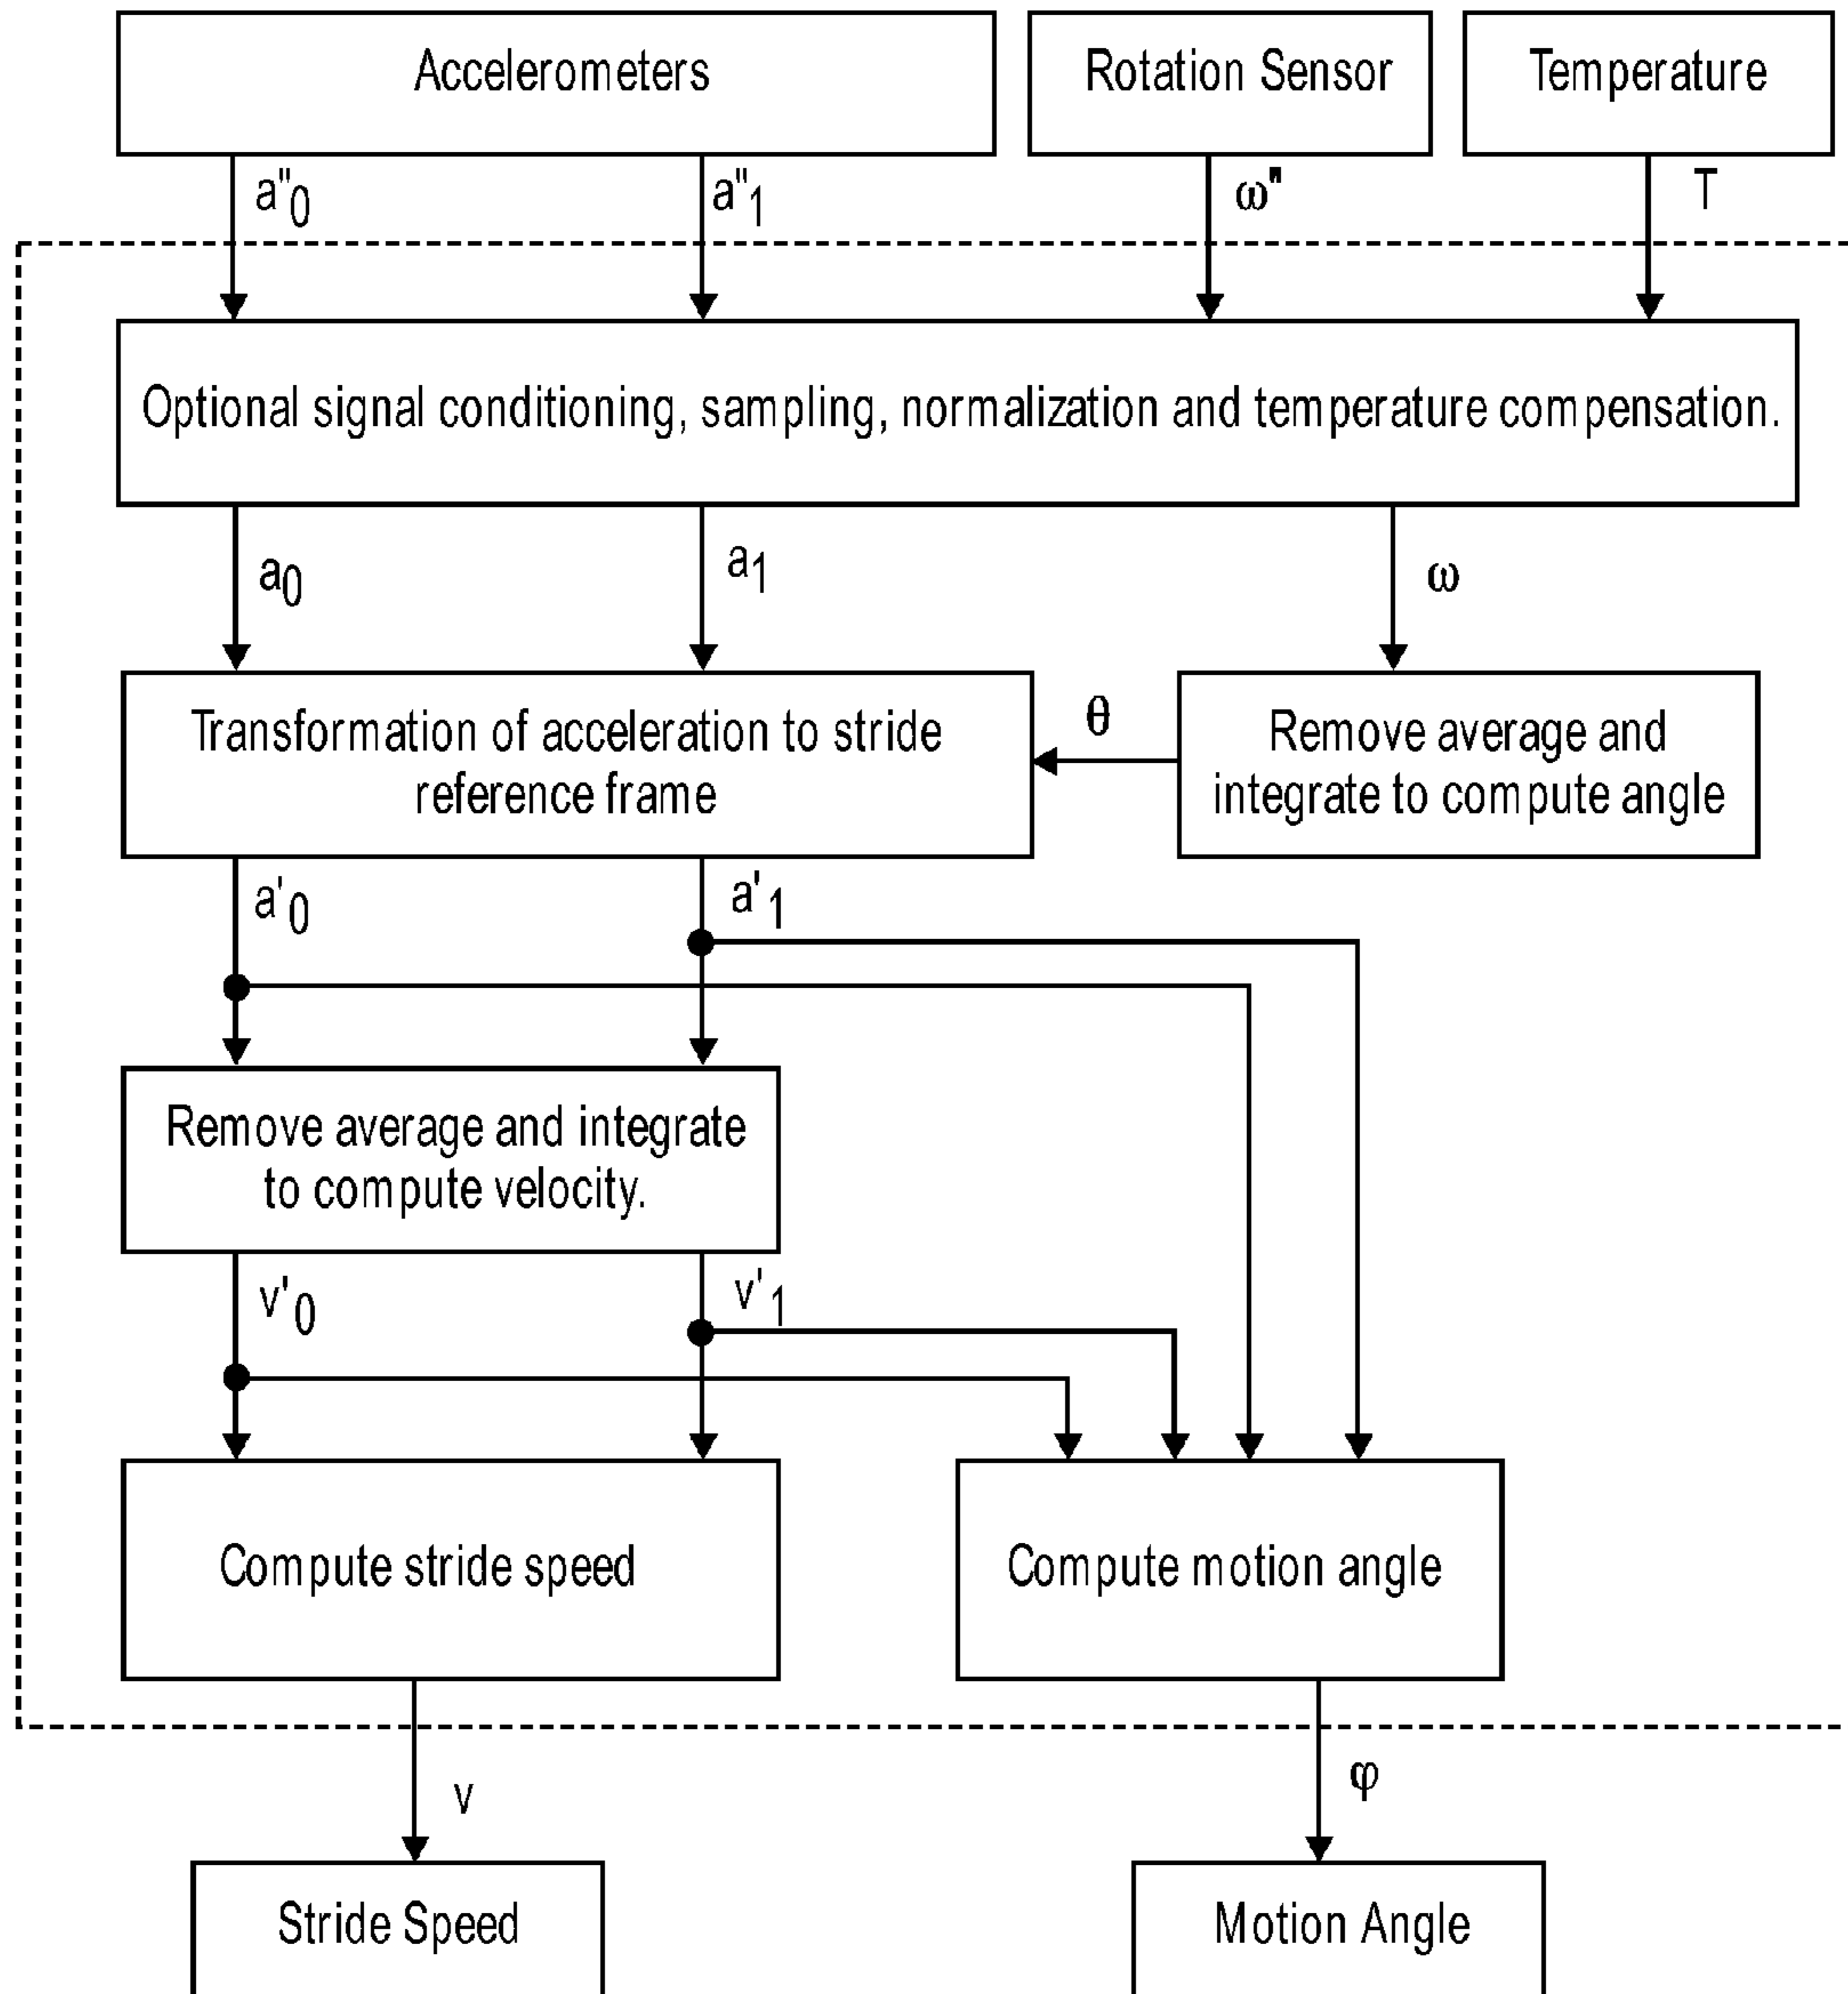 Accelerometers
Rotation Sensor
Temperature
a"0
a"1
ω"
T
Optional signal conditioning, sampling, normalization and temperature compensation.
a0
a1
ω
Transformation of acceleration to stride
reference frame
θ
Remove average and
integrate to compute angle
a'0
a'1
Remove average and integrate
to compute velocity.
v'0
v'1
Compute stride speed
Compute motion angle
v
φ
Stride Speed
Motion Angle